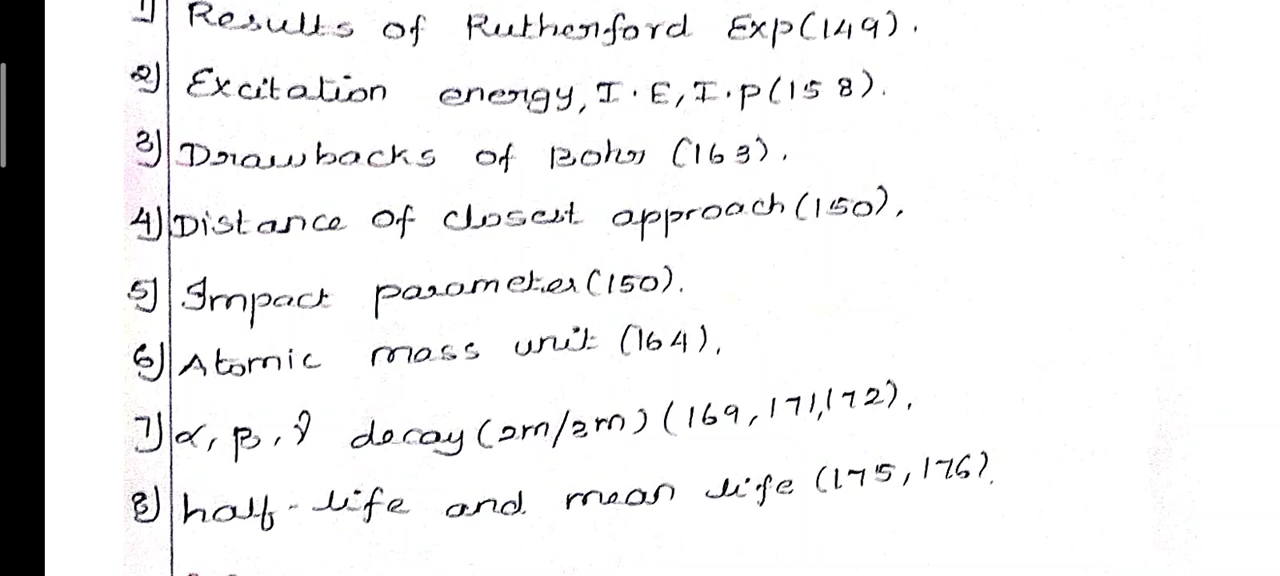 1) Results of Rutherford Exp(149).
2) Excitation energy, I.E, I.P(158).
3) Drawbacks of Bohr (163).
4) Distance of closest approach(150).
5) Impact parameter(150).
6) Atomic mass unit (164).
7) α, β, γ decay (2m/3m) (169, 171, 172).
8) half-life and mean life (175, 176).